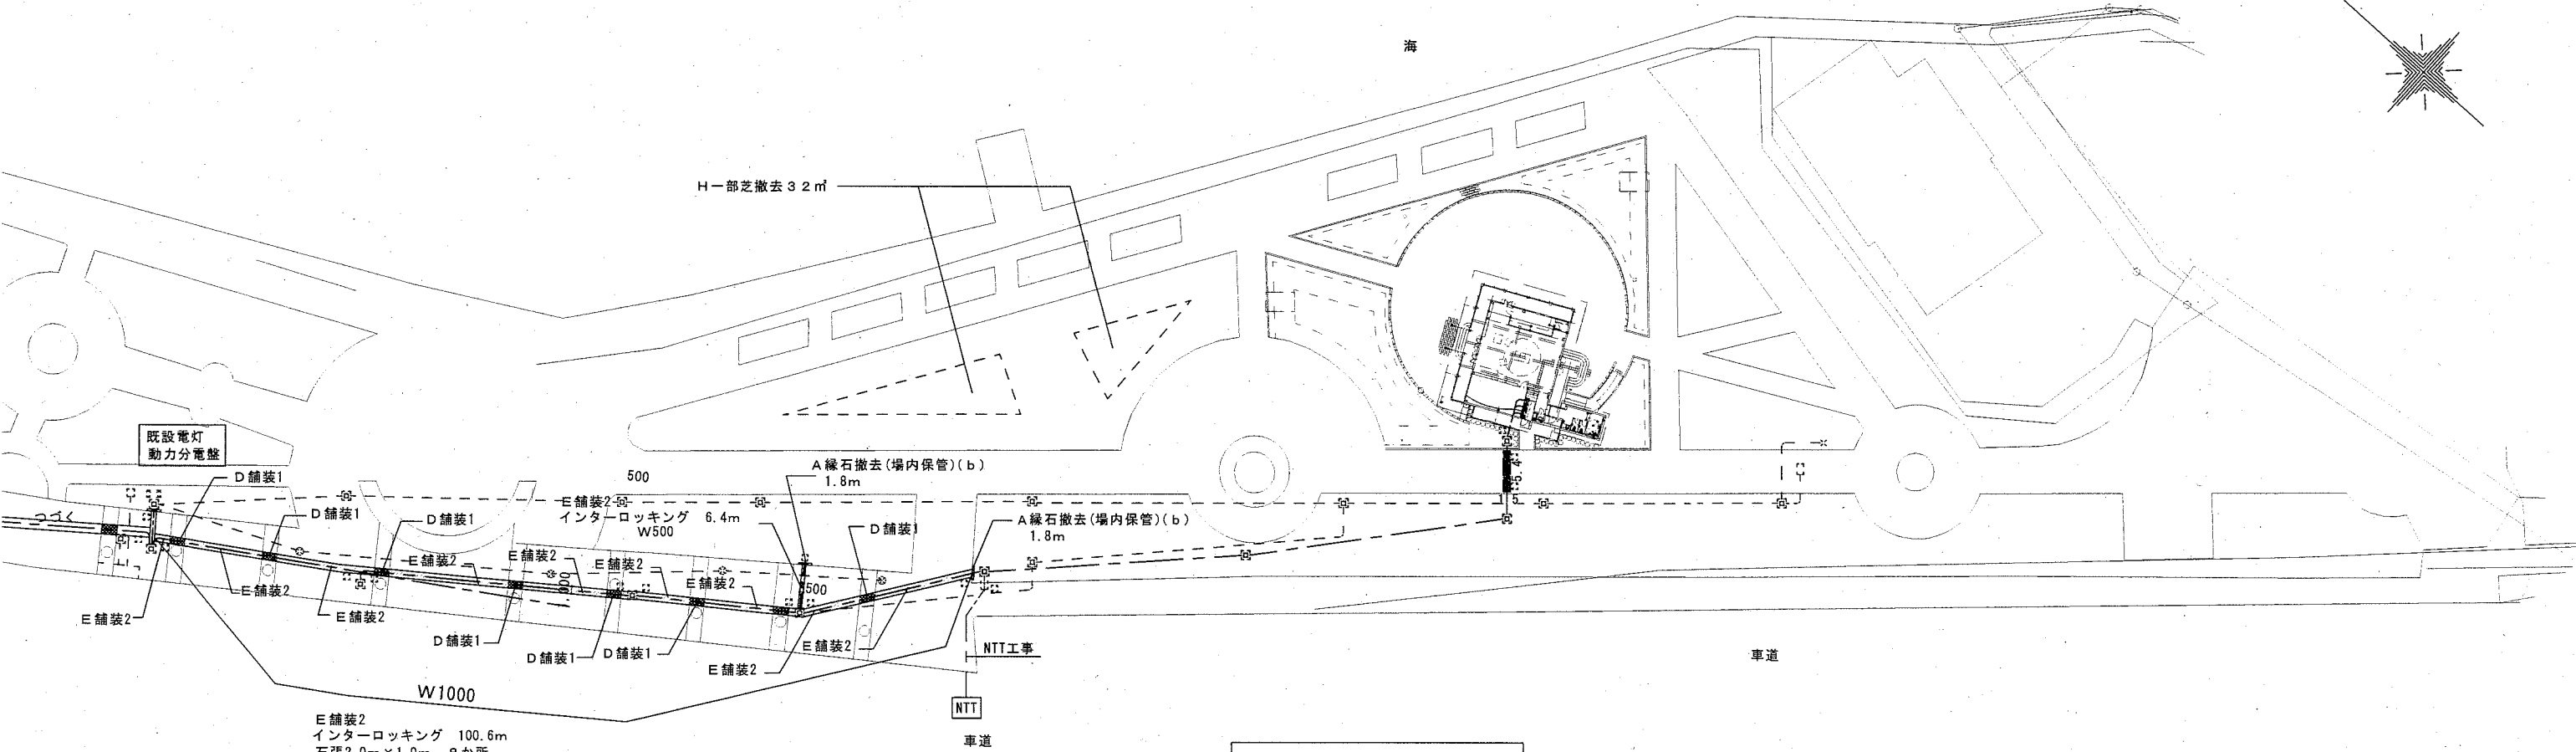 海
H一部芝撤去32㎡
既設電灯
動力分電盤
D舗装1
つづく
D舗装1
D舗装1
500
E舗装2
インターロッキング 6.4m
W500
A縁石撤去(場内保管)(b)
1.8m
D舗装1
A縁石撤去(場内保管)(b)
1.8m
5.4
E舗装2
E舗装2
E舗装2
E舗装2
500
E舗装2
E舗装2
E舗装2
D舗装1
D舗装1
D舗装1
E舗装2
E舗装2
NTT工事
車道
W1000
NTT
車道
E舗装2
インターロッキング 100.6m